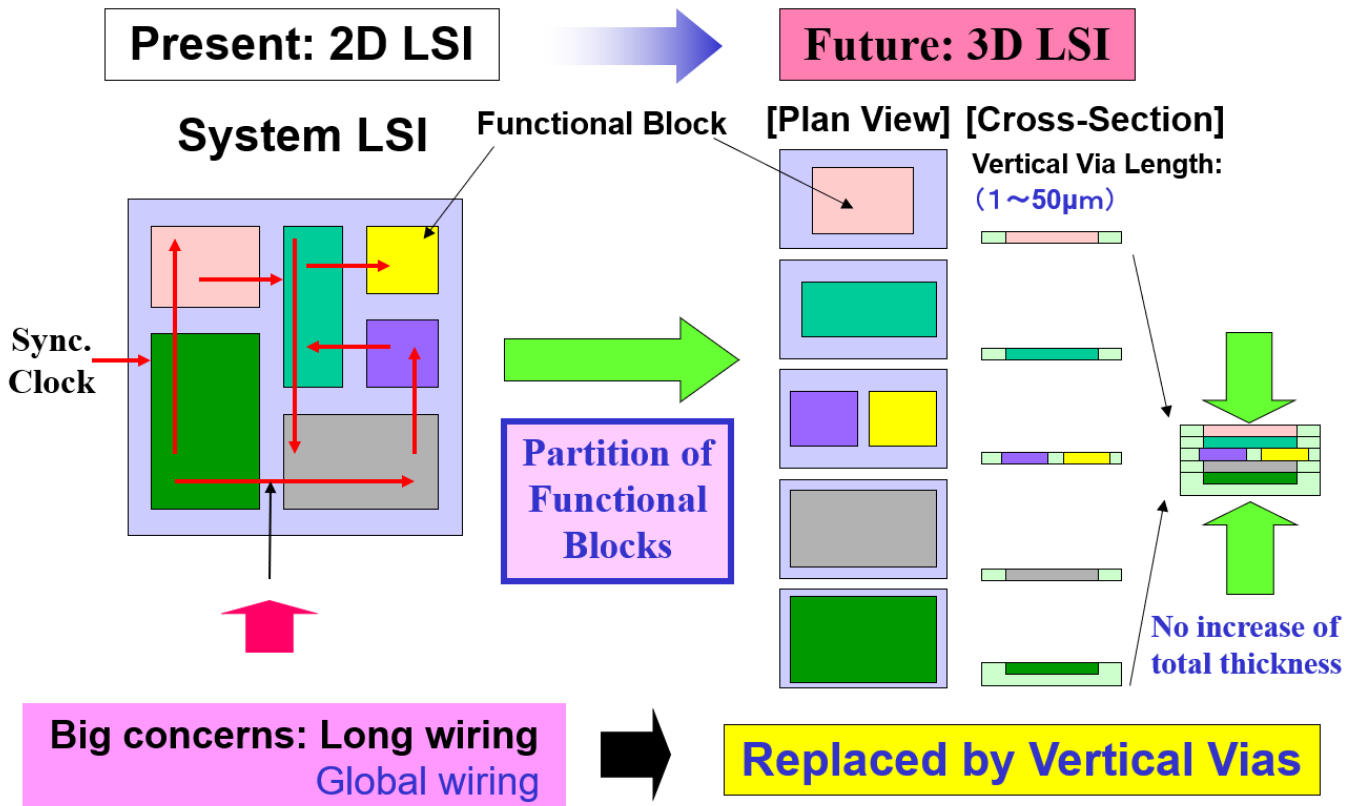 Present: 2D LSI
Future: 3D LSI
System LSI
Functional Block
[Plan View]
[Cross-Section]
Vertical Via Length:
（1～50μm）
Sync.
Clock
Partition of
Functional
Blocks
No increase of
total thickness
Big concerns: Long wiring
Global wiring
Replaced by Vertical Vias